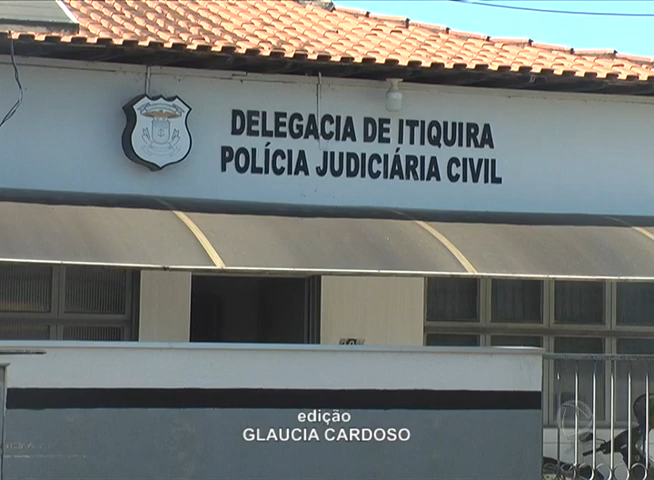 DELEGACIA DE ITIQUIRA
POLÍCIA JUDICIÁRIA CIVIL
edição
GLAUCIA CARDOSO